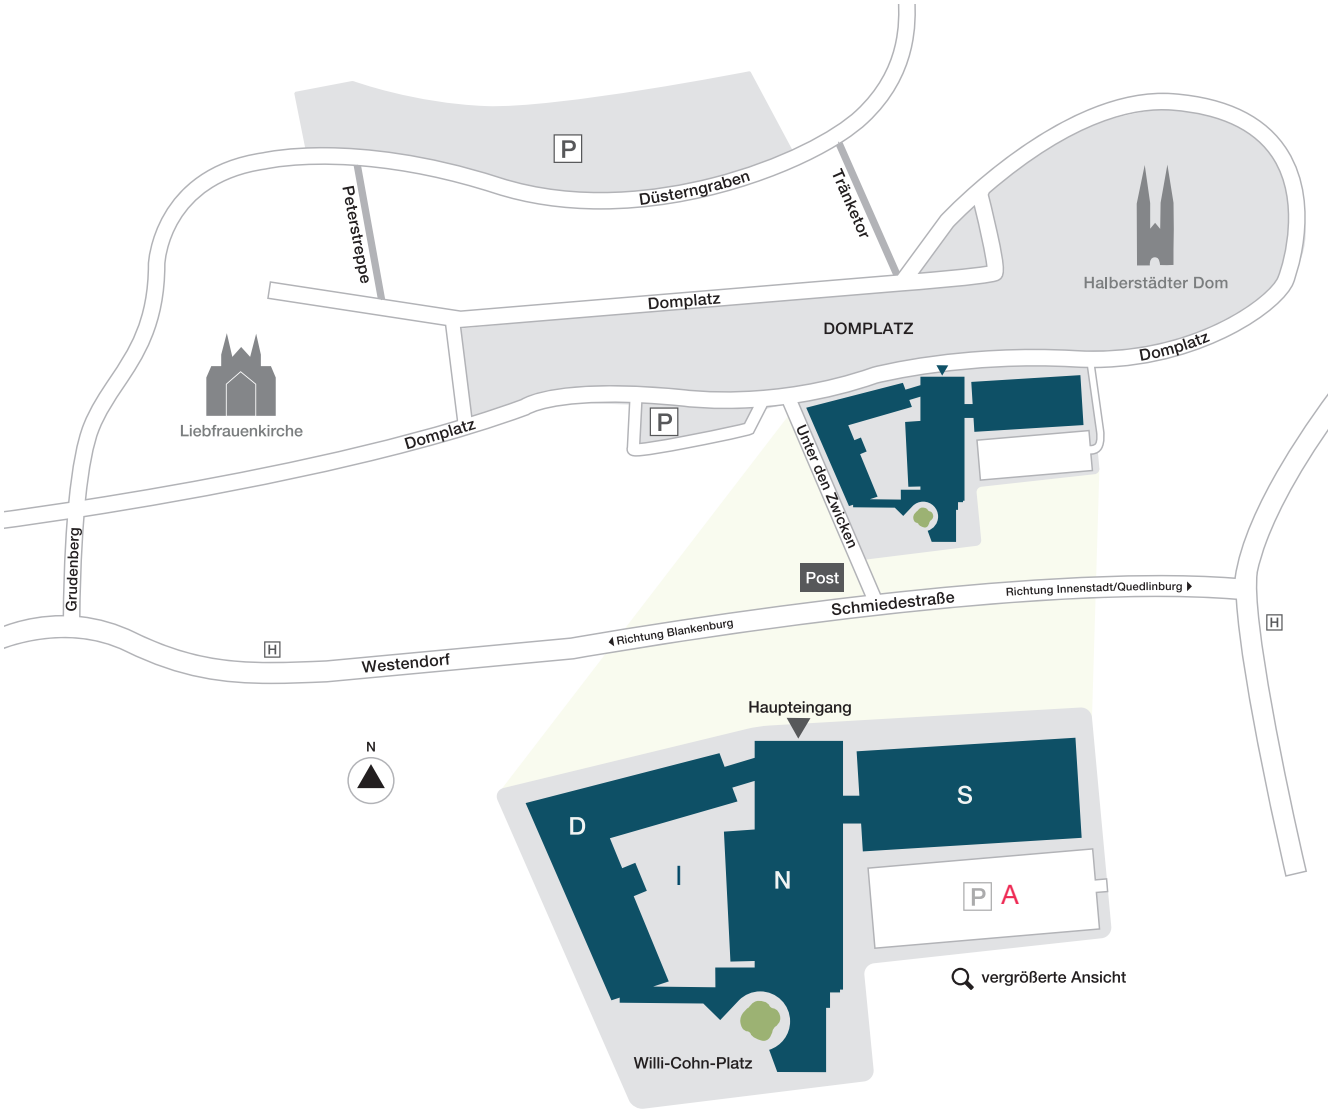 P
Düsterngraben
Peterstreppe
Tränketor
Halberstädter Dom
Domplatz
DOMPLATZ
Domplatz
Liebfrauenkirche
Domplatz
P
Unter den Zwicken
Grudenberg
Post
Schmiedestraße
Richtung Innenstadt/Quedlinburg
Richtung Blankenburg
H
H
Westendorf
Haupteingang
N
D
S
I
N
P A
vergrößerte Ansicht
Willi-Cohn-Platz